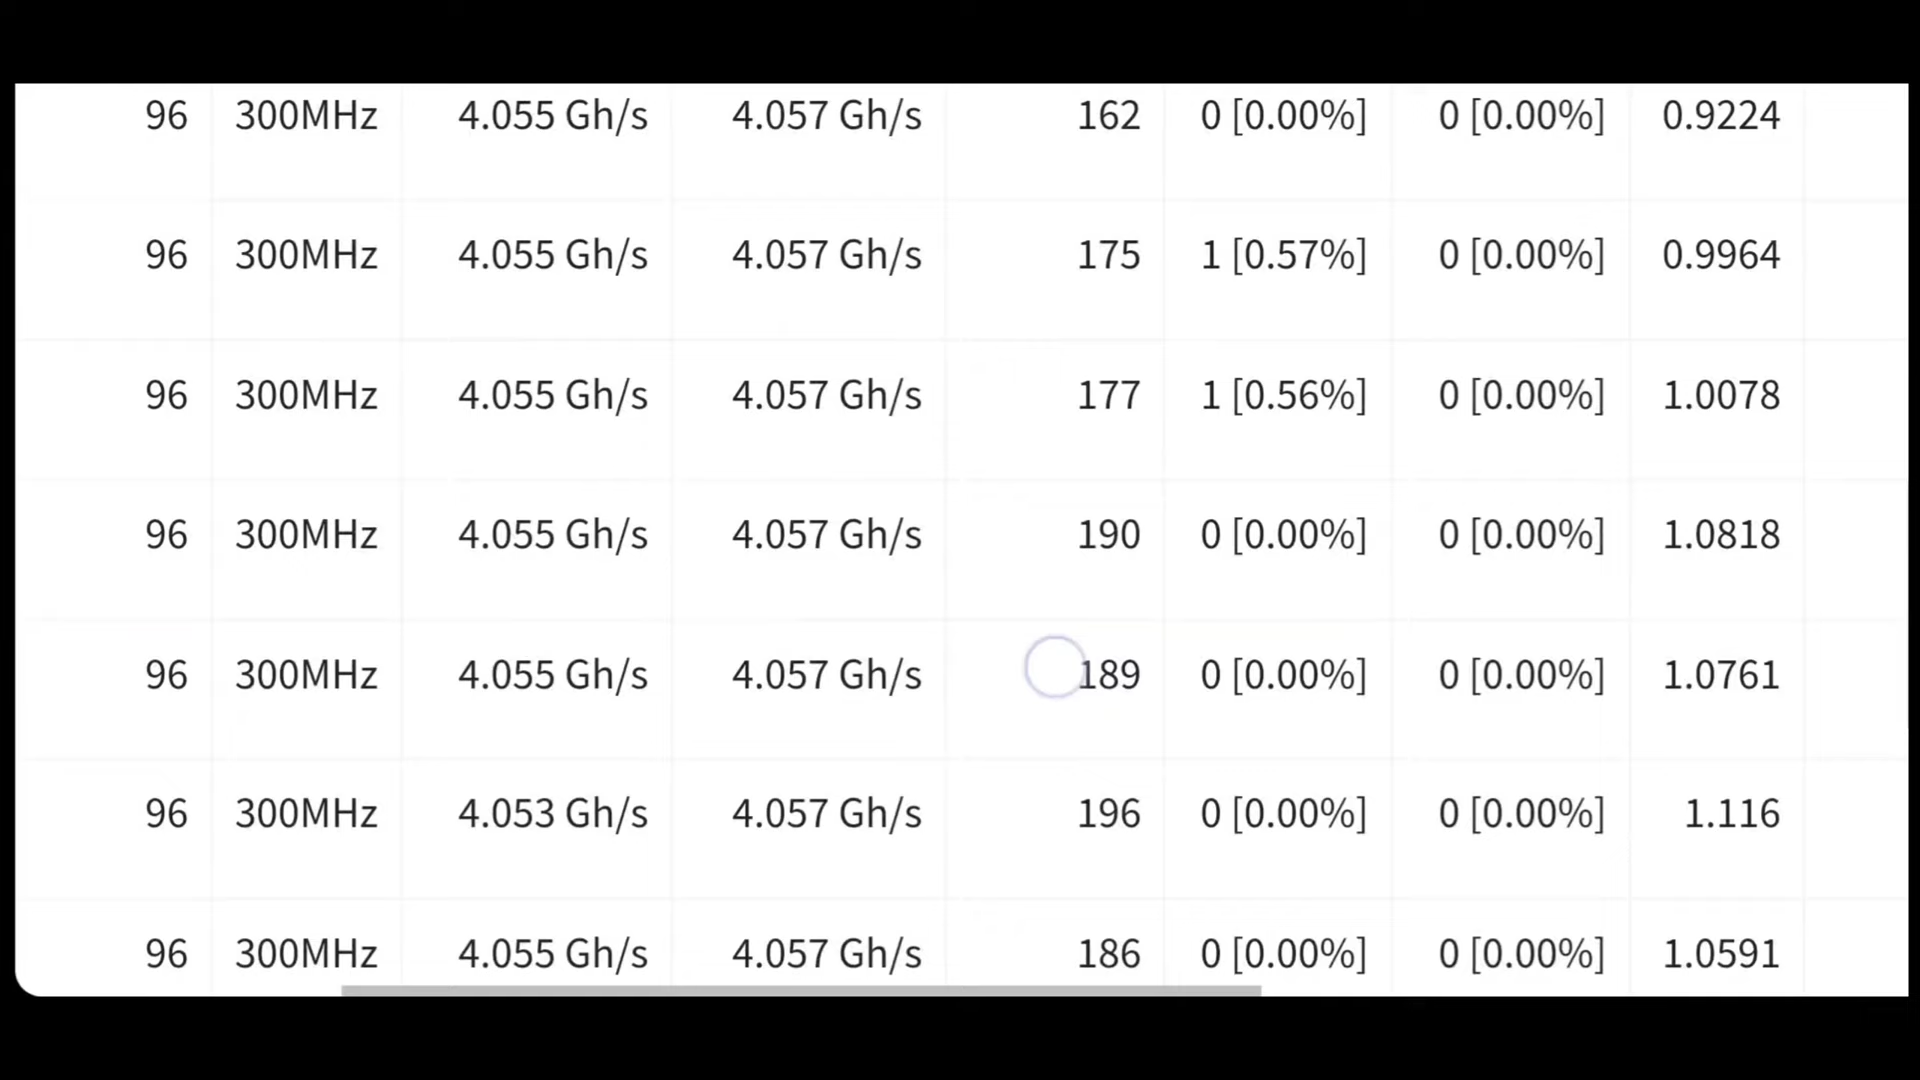 96 300MHz 4.055 Gh/s 4.057 Gh/s 162 0 [0.00%] 0 [0.00%] 0.9224
96 300MHz 4.055 Gh/s 4.057 Gh/s 175 1 [0.57%] 0 [0.00%] 0.9964
96 300MHz 4.055 Gh/s 4.057 Gh/s 177 1 [0.56%] 0 [0.00%] 1.0078
96 300MHz 4.055 Gh/s 4.057 Gh/s 190 0 [0.00%] 0 [0.00%] 1.0818
96 300MHz 4.055 Gh/s 4.057 Gh/s 189 0 [0.00%] 0 [0.00%] 1.0761
96 300MHz 4.053 Gh/s 4.057 Gh/s 196 0 [0.00%] 0 [0.00%] 1.116
96 300MHz 4.055 Gh/s 4.057 Gh/s 186 0 [0.00%] 0 [0.00%] 1.0591